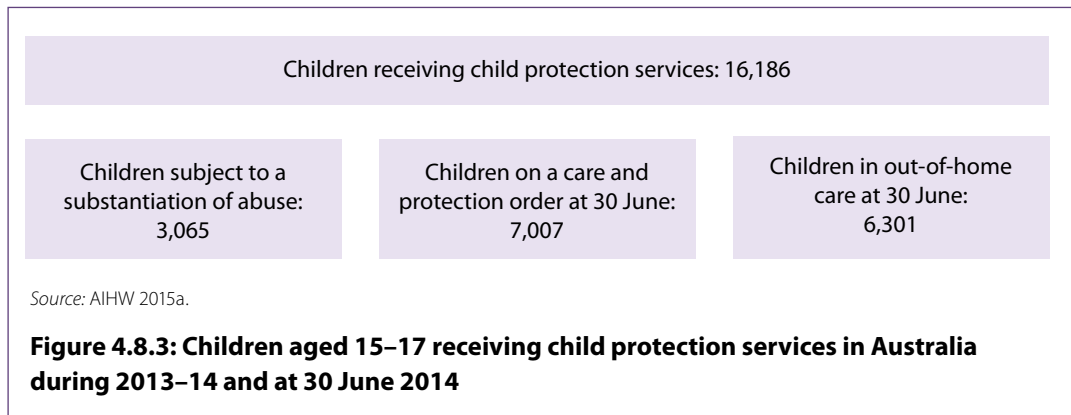 Children receiving child protection services: 16,186
Children subject to a
substantiation of abuse:
3,065
Children on a care and
protection order at 30 June:
7,007
Children in out-of-home
care at 30 June:
6,301
Source: AIHW 2015a.
Figure 4.8.3: Children aged 15–17 receiving child protection services in Australia
during 2013–14 and at 30 June 2014